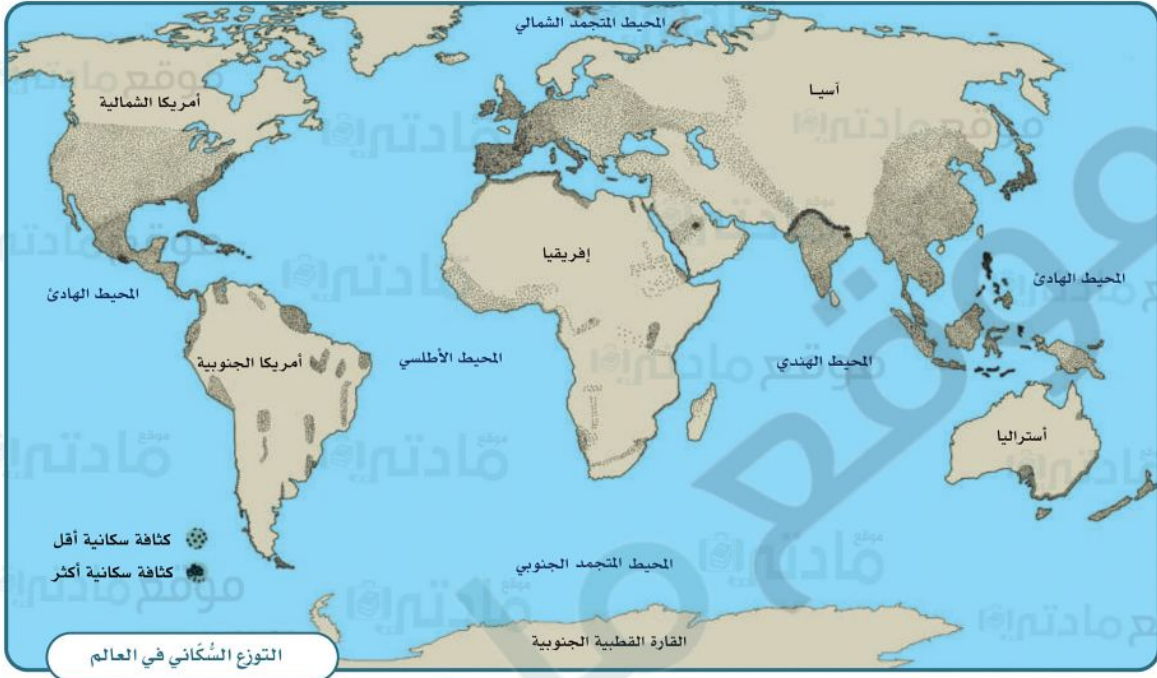 المحيط المتجمد الشمالي
أمريكا الشمالية
آسيا
إفريقيا
المحيط الهادئ
المحيط الهادئ
أمريكا الجنوبية
المحيط الأطلسي
المحيط الهندي
أستراليا
كثافة سكانية أقل
كثافة سكانية أكثر
المحيط المتجمد الجنوبي
القارة القطبية الجنوبية
التوزع السُّكَّاني في العالم
موقع مادتي